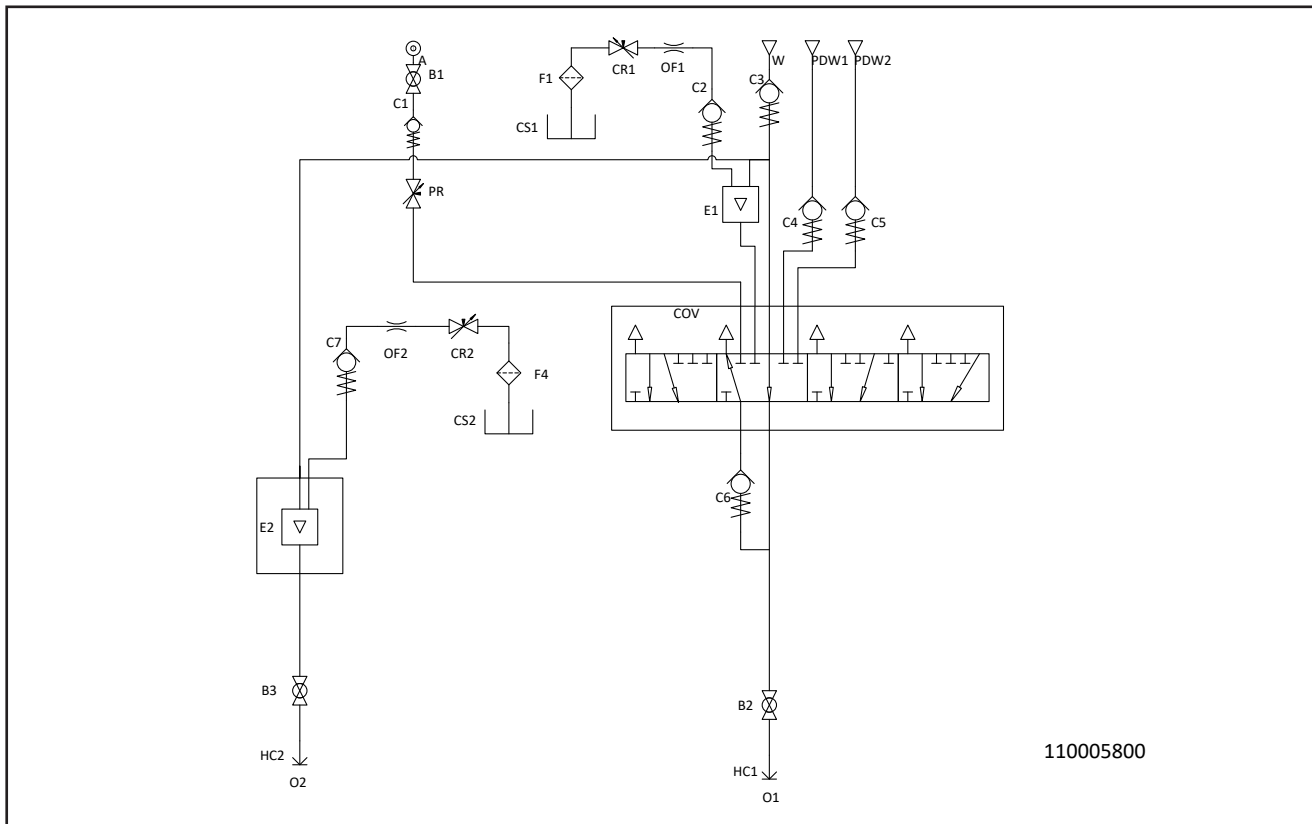 A
B1
C1
PR
F1
CS1
CR1
OF1
C2
C3
W
PDW1
PDW2
E1
C4
C5
COV
C7
OF2
CR2
F4
CS2
C6
E2
B3
B2
HC2
O2
HC1
O1
110005800